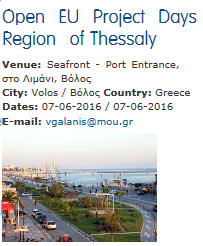 Open EU Project Days
Region of Thessaly
Venue: Seafront - Port Entrance,
στο Λιμάνι, Βόλος
City: Volos / Βόλος Country: Greece
Dates: 07-06-2016 / 07-06-2016
E-mail: vgalanis@mou.gr